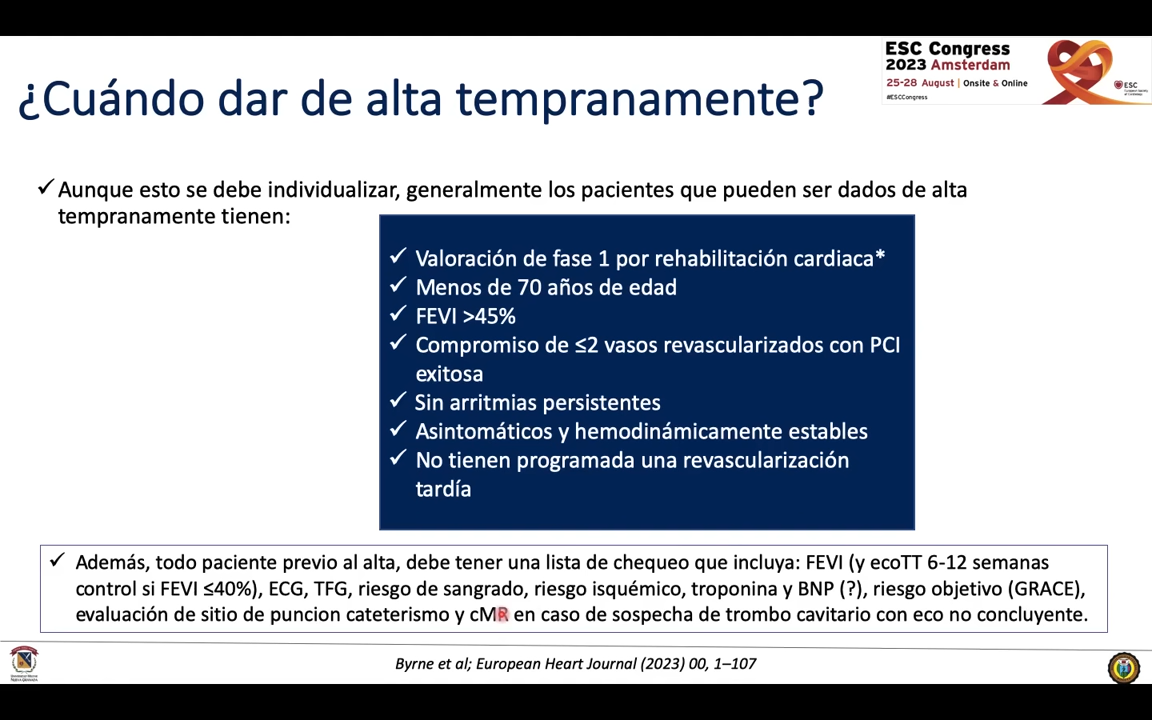 ESC Congress
2023 Amsterdam
25-28 August | Onsite & Online
#ESCCongress
ESC
¿Cuándo dar de alta tempranamente?
✓ Aunque esto se debe individualizar, generalmente los pacientes que pueden ser dados de alta
tempranamente tienen:
✓ Valoración de fase 1 por rehabilitación cardiaca*
✓ Menos de 70 años de edad
✓ FEVI >45%
✓ Compromiso de ≤2 vasos revascularizados con PCI
exitosa
✓ Sin arritmias persistentes
✓ Asintomáticos y hemodinámicamente estables
✓ No tienen programada una revascularización
tardía
✓ Además, todo paciente previo al alta, debe tener una lista de chequeo que incluya: FEVI (y ecoTT 6-12 semanas
control si FEVI ≤40%), ECG, TFG, riesgo de sangrado, riesgo isquémico, troponina y BNP (?), riesgo objetivo (GRACE),
evaluación de sitio de puncion cateterismo y cMR en caso de sospecha de trombo cavitario con eco no concluyente.
Byrne et al; European Heart Journal (2023) 00, 1–107